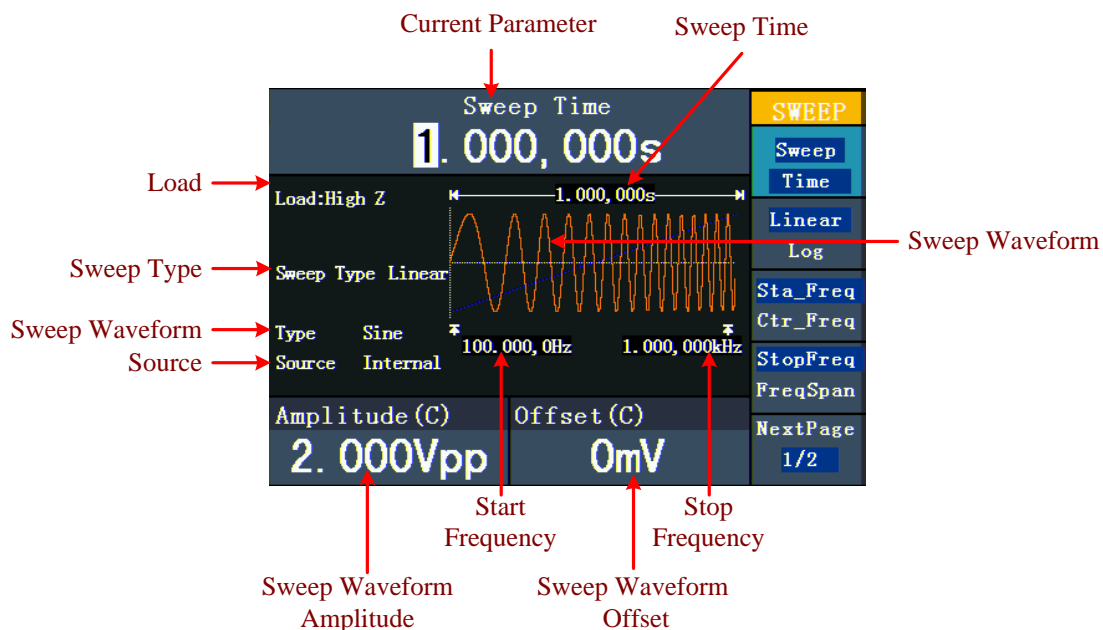 Current Parameter
Sweep Time
Sweep Time
1.000,000s
SWEEP
Sweep
Time
Load
Load:High Z
1.000,000s
Linear
Log
Sweep Waveform
Sweep Type
Sweep Type Linear
Sta_Freq
Ctr_Freq
Sweep Waveform
Type Sine
100.000,0Hz
1.000,000kHz
Source
Source Internal
StopFreq
FreqSpan
Amplitude(C)
Offset(C)
NextPage
1/2
2.000Vpp
0mV
Start
Frequency
Stop
Frequency
Sweep Waveform
Amplitude
Sweep Waveform
Offset